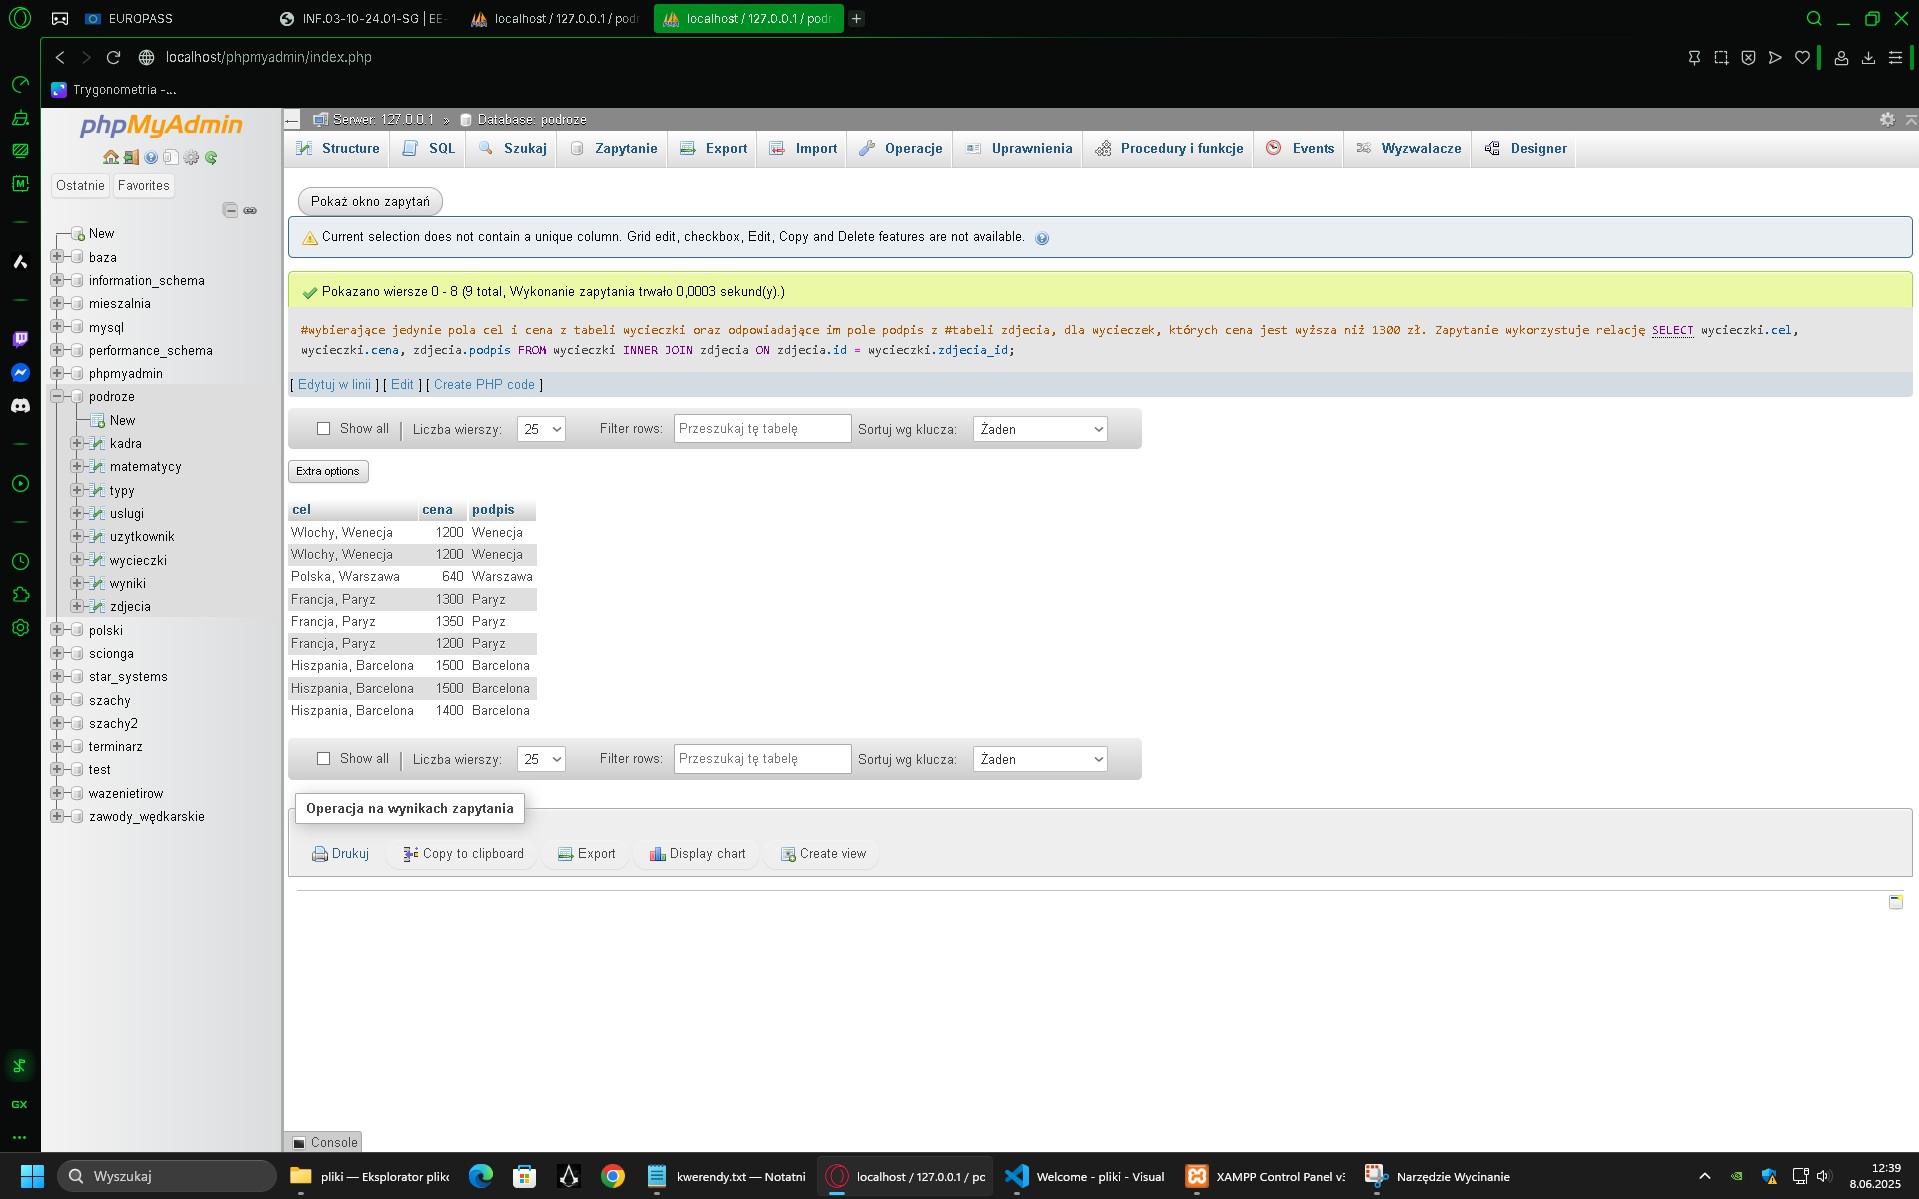 EUROPASS
INF.03-10-24.01-SG | EE-
localhost / 127.0.0.1 / podr
localhost / 127.0.0.1 / podr
localhost/phpmyadmin/index.php
Trygonometria -...
phpMyAdmin
Ostatnie Favorites
New
baza
information_schema
mieszalnia
mysql
performance_schema
phpmyadmin
podroze
New
kadra
matematycy
typy
uslugi
uzytkownik
wycieczki
wyniki
zdjecia
polski
scionga
star_systems
szachy
szachy2
terminarz
test
wazenietirow
zawody_wędkarskie
Serwer: 127.0.0.1 » Database: podroze
Structure SQL Szukaj Zapytanie Export Import Operacje Uprawnienia Procedury i funkcje Events Wyzwalacze Designer
Pokaż okno zapytań
Current selection does not contain a unique column. Grid edit, checkbox, Edit, Copy and Delete features are not available.
Pokazano wiersze 0 - 8 (9 total, Wykonanie zapytania trwało 0,0003 sekund(y).)
#wybierające jedynie pola cel i cena z tabeli wycieczki oraz odpowiadające im pole podpis z #tabeli zdjecia, dla wycieczek, których cena jest wyższa niż 1300 zł. Zapytanie wykorzystuje relację SELECT wycieczki.cel,
wycieczki.cena, zdjecia.podpis FROM wycieczki INNER JOIN zdjecia ON zdjecia.id = wycieczki.zdjecia_id;
[ Edytuj w linii ] [ Edit ] [ Create PHP code ]
Show all | Liczba wierszy: 25 Filter rows: Przeszukaj tę tabelę Sortuj wg klucza: Żaden
Extra options
cel cena podpis
Wlochy, Wenecja 1200 Wenecja
Wlochy, Wenecja 1200 Wenecja
Polska, Warszawa 640 Warszawa
Francja, Paryz 1300 Paryz
Francja, Paryz 1350 Paryz
Francja, Paryz 1200 Paryz
Hiszpania, Barcelona 1500 Barcelona
Hiszpania, Barcelona 1500 Barcelona
Hiszpania, Barcelona 1400 Barcelona
Show all | Liczba wierszy: 25 Filter rows: Przeszukaj tę tabelę Sortuj wg klucza: Żaden
Operacja na wynikach zapytania
Drukuj Copy to clipboard Export Display chart Create view
Console
GX
Wyszukaj
pliki — Eksplorator pliko
kwerendy.txt — Notatni
localhost / 127.0.0.1 / pc
Welcome - pliki - Visual
XAMPP Control Panel v:
Narzędzie Wycinanie
12:39
8.06.2025